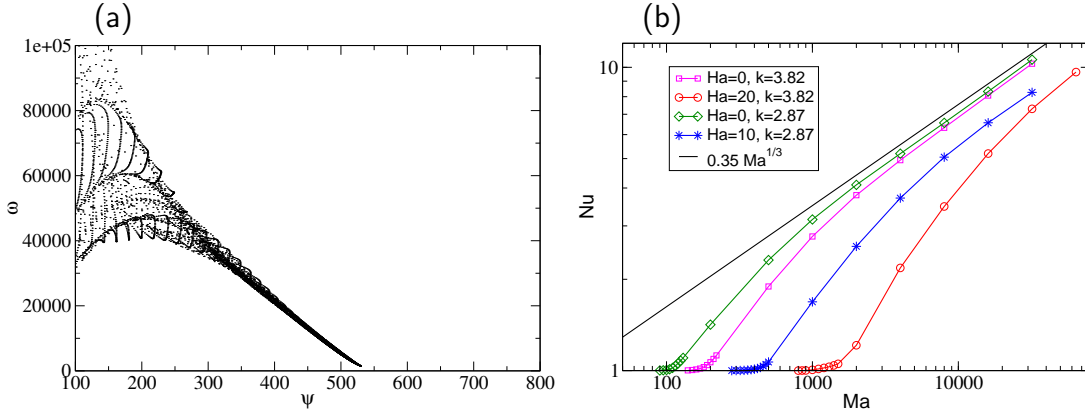 (a)
1e+05
80000
60000
40000
20000
0
ω
100
200
300
400
500
600
700
800
ψ
(b)
10
1
Nu
Ha=0, k=3.82
Ha=20, k=3.82
Ha=0, k=2.87
Ha=10, k=2.87
0.35 Ma^1/3
100
1000
10000
Ma